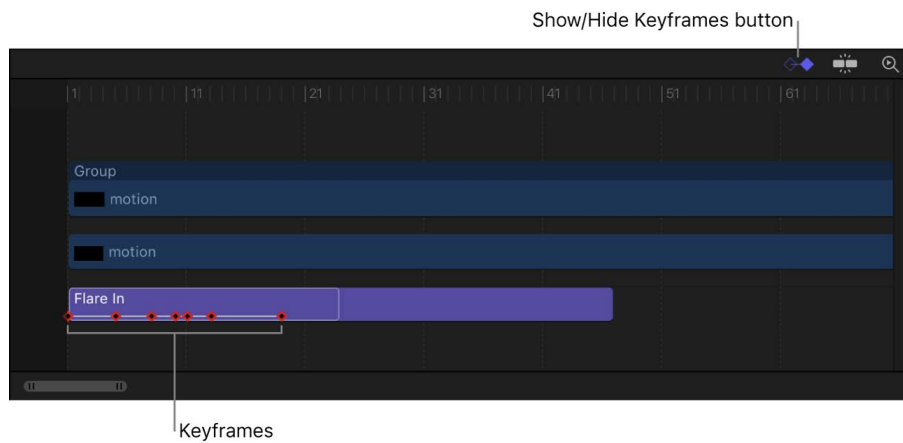 Show/Hide Keyframes button
1 11 21 31 41 51 61
Group
motion
motion
Flare In
Keyframes